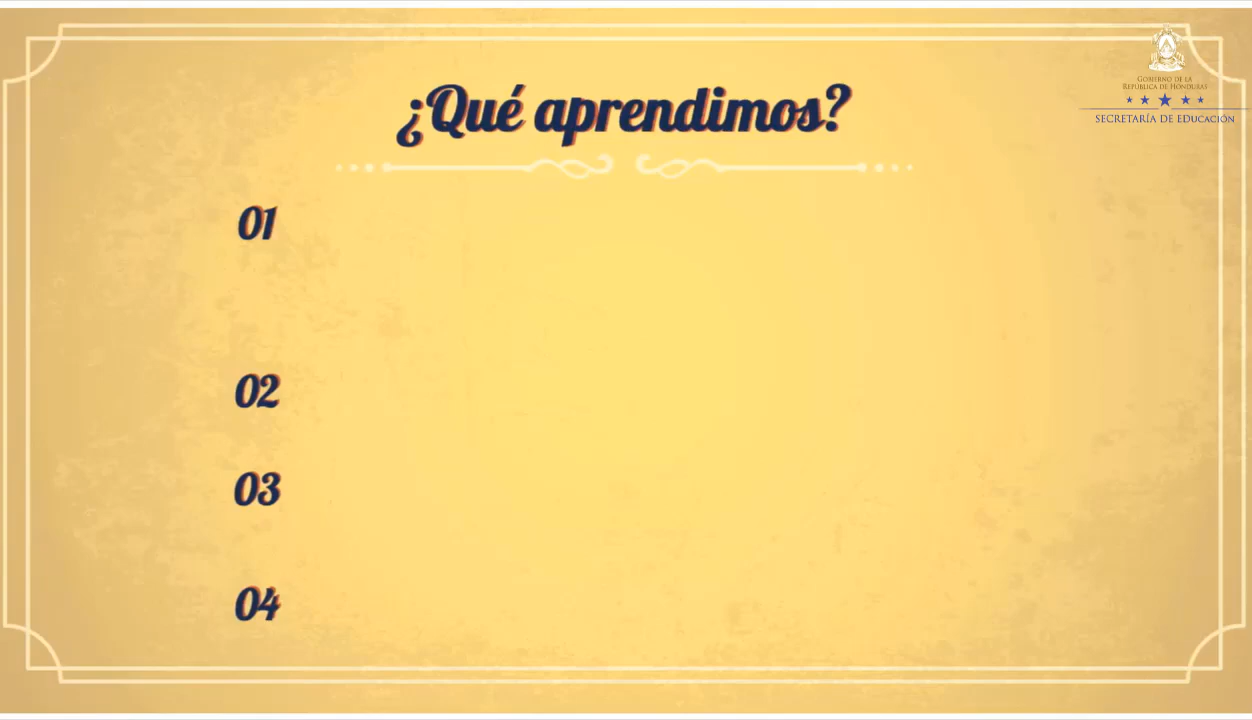 ¿Qué aprendimos?
GOBIERNO DE LA
REPÚBLICA DE HONDURAS
SECRETARÍA DE EDUCACIÓN
01
02
03
04